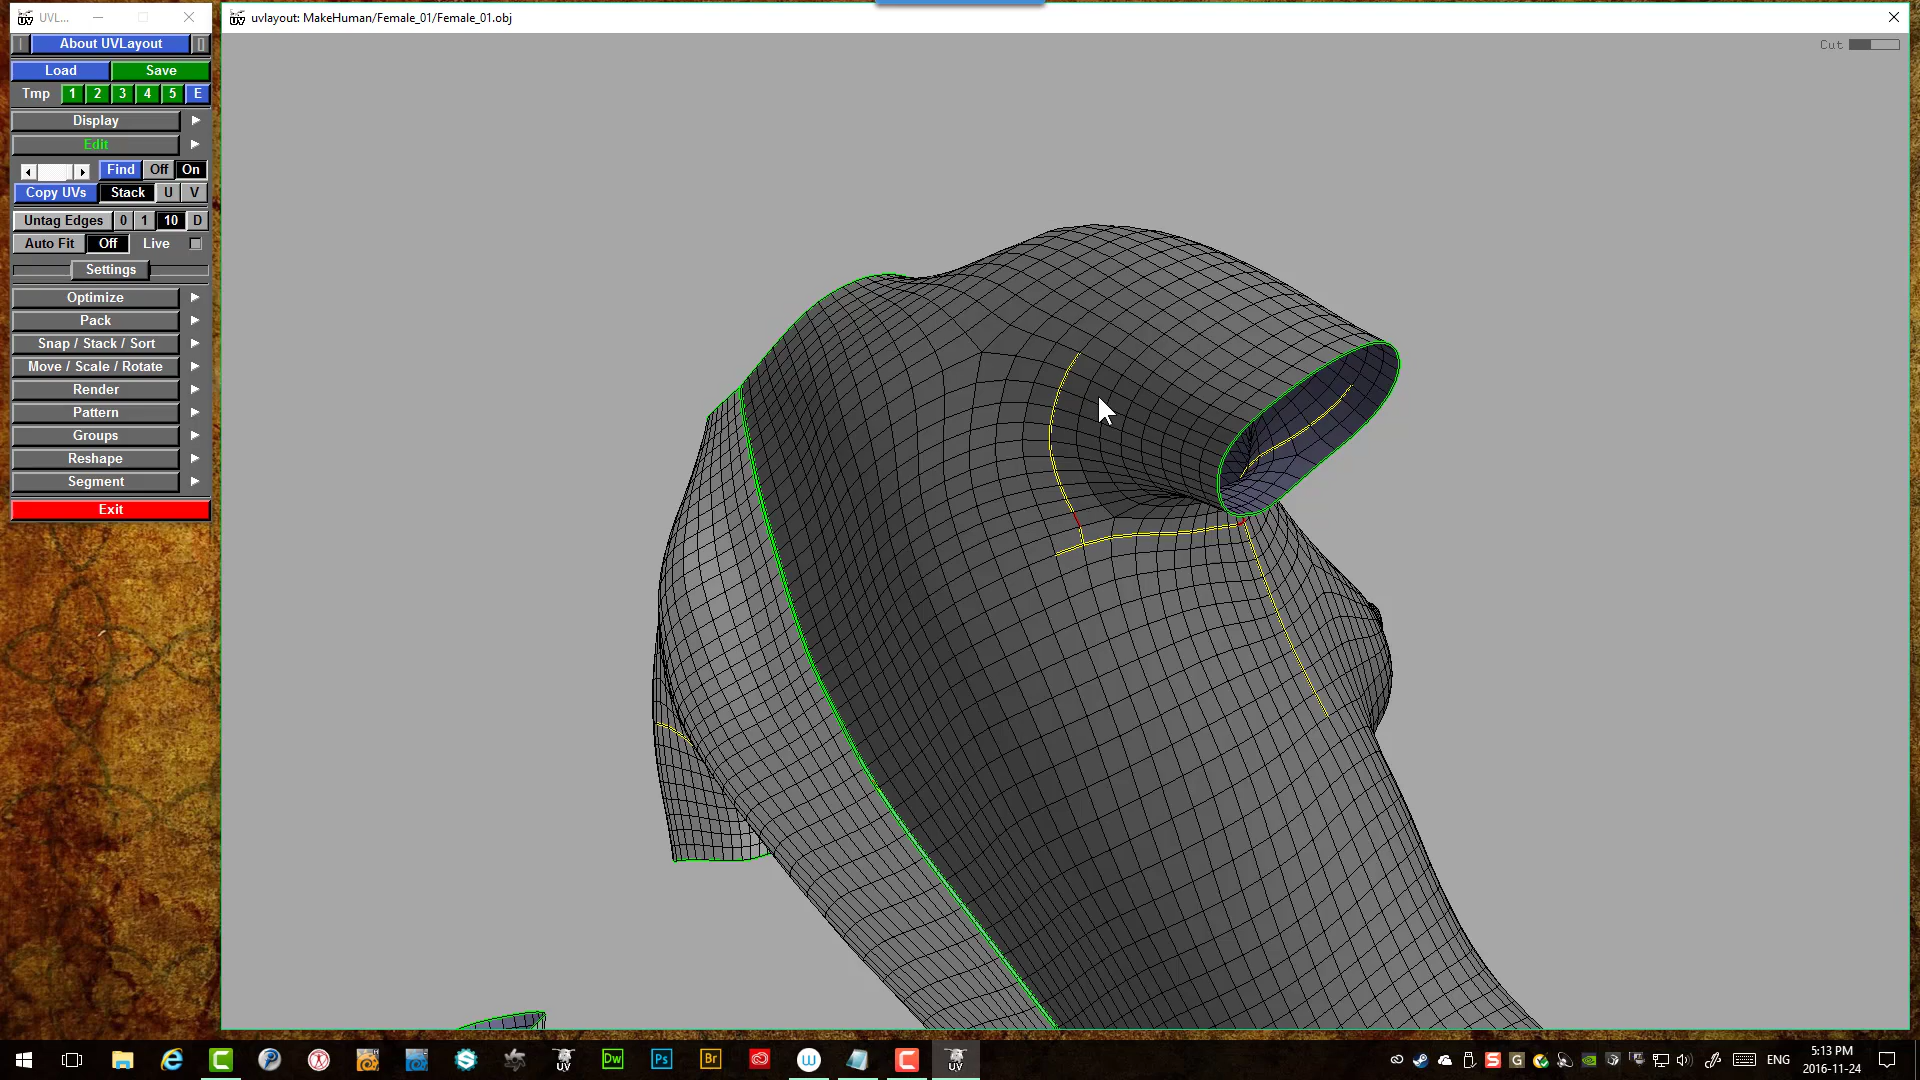 UVL...
uvlayout: MakeHuman/Female_01/Female_01.obj
About UVLayout
Load Save
Tmp 1 2 3 4 5 E
Display
Edit
Find Off On
Copy UVs Stack U V
Untag Edges 0 1 10 D
Auto Fit Off Live
Settings
Optimize
Pack
Snap / Stack / Sort
Move / Scale / Rotate
Render
Pattern
Groups
Reshape
Segment
Exit
Cut
UV
Dw
Ps
Br
W
UV
ENG
5:13 PM
2016-11-24